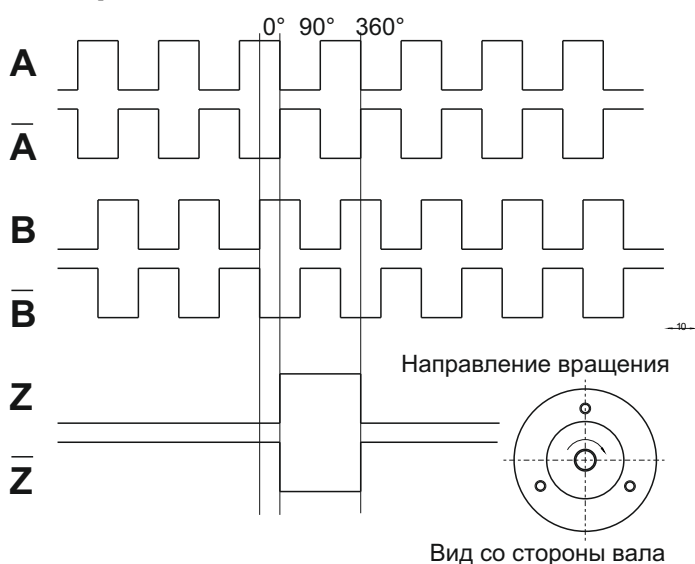 0° 90° 360°
A
A̅
B
B̅
10
Направление вращения
Z
Z̅
Вид со стороны вала